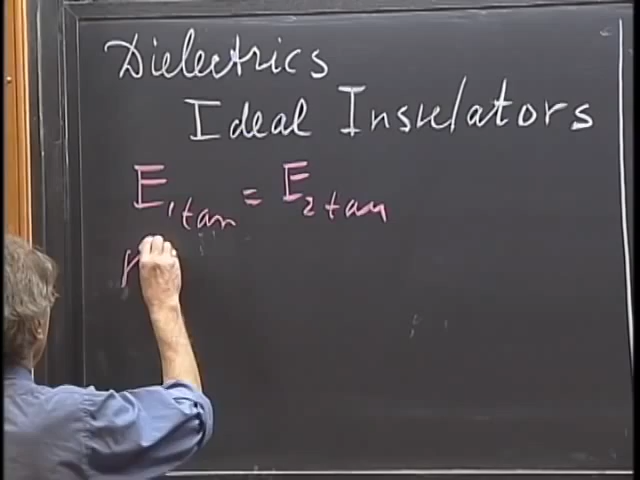 Dielectrics
Ideal Insulators
E1tan = E2tan